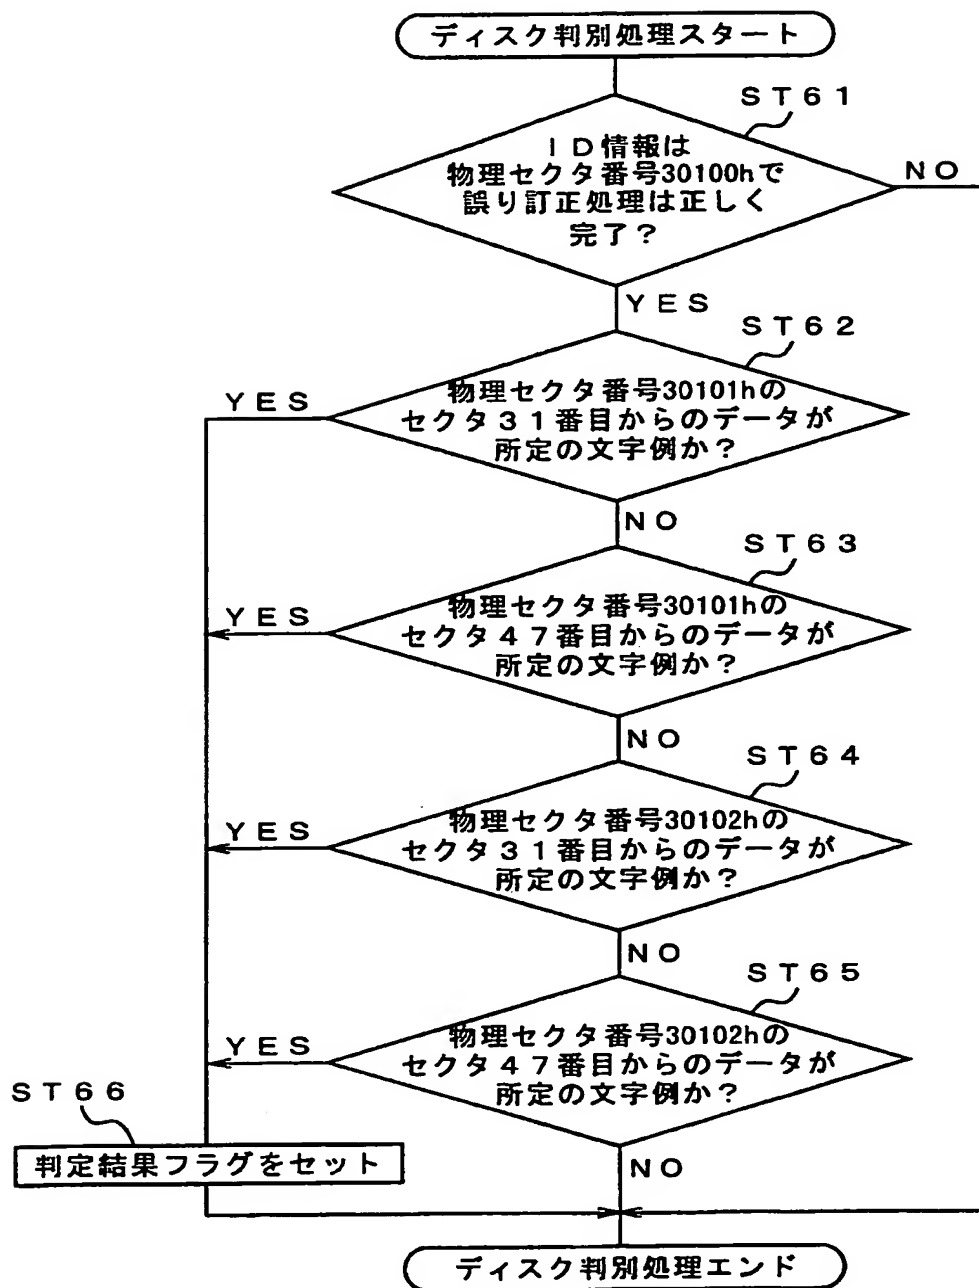 ディスク判別処理スタート
ST61
ID情報は
物理セクタ番号30100hで
誤り訂正処理は正しく
完了？
NO
YES
ST62
YES
物理セクタ番号30101hの
セクタ31番目からのデータが
所定の文字例か？
NO
ST63
YES
物理セクタ番号30101hの
セクタ47番目からのデータが
所定の文字例か？
NO
ST64
YES
物理セクタ番号30102hの
セクタ31番目からのデータが
所定の文字例か？
NO
ST65
YES
物理セクタ番号30102hの
セクタ47番目からのデータが
所定の文字例か？
ST66
判定結果フラグをセット
NO
ディスク判別処理エンド